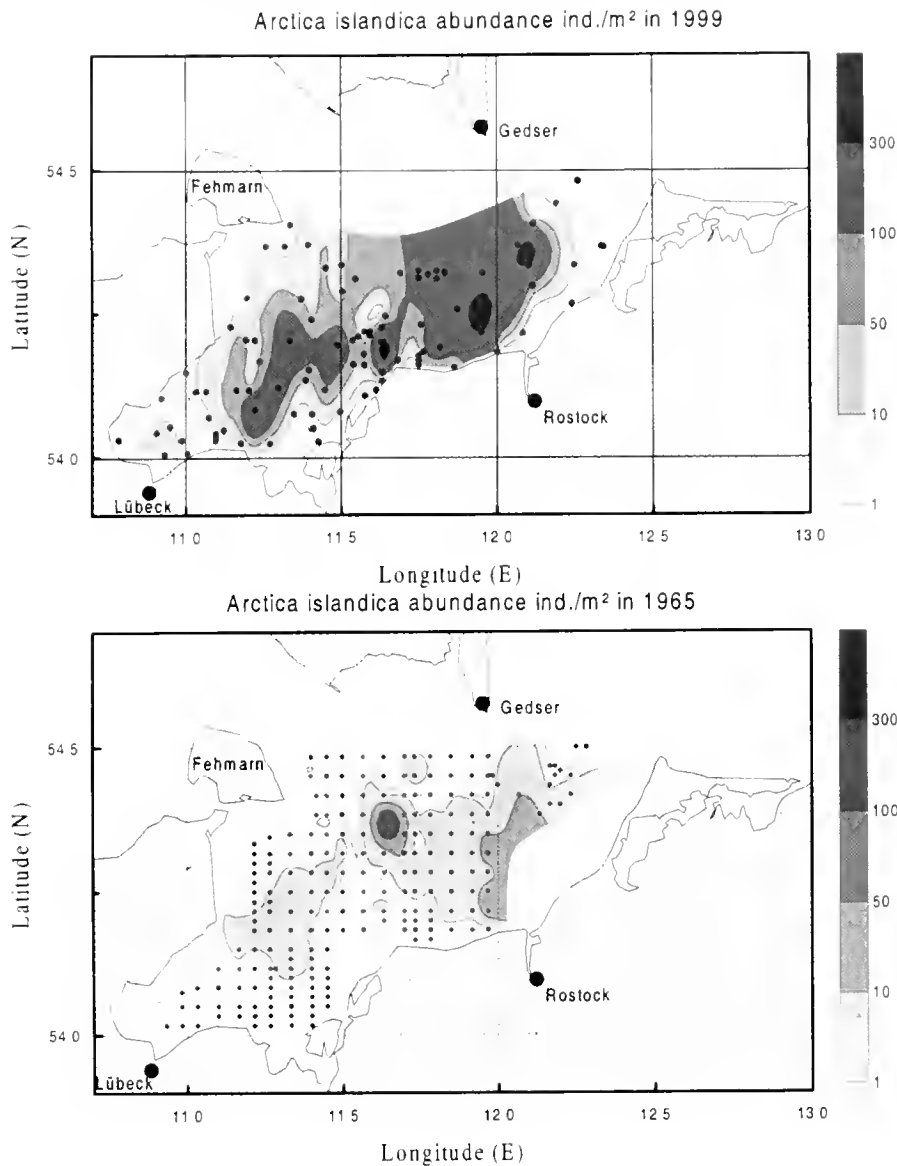 Arctica islandica abundance ind./m² in 1999
Gedser
300
54 5
Fehmarn
100
Latitude (N)
50
10
Rostock
54 0
Lübeck
1
11 0
11 5
12 0
12 5
13 0
Longitude (E)
Arctica islandica abundance ind./m² in 1965
Gedser
300
54 5
Fehmarn
100
Latitude (N)
50
10
Rostock
54 0
Lübeck
1
11 0
11 5
12 0
12 5
13 0
Longitude (E)